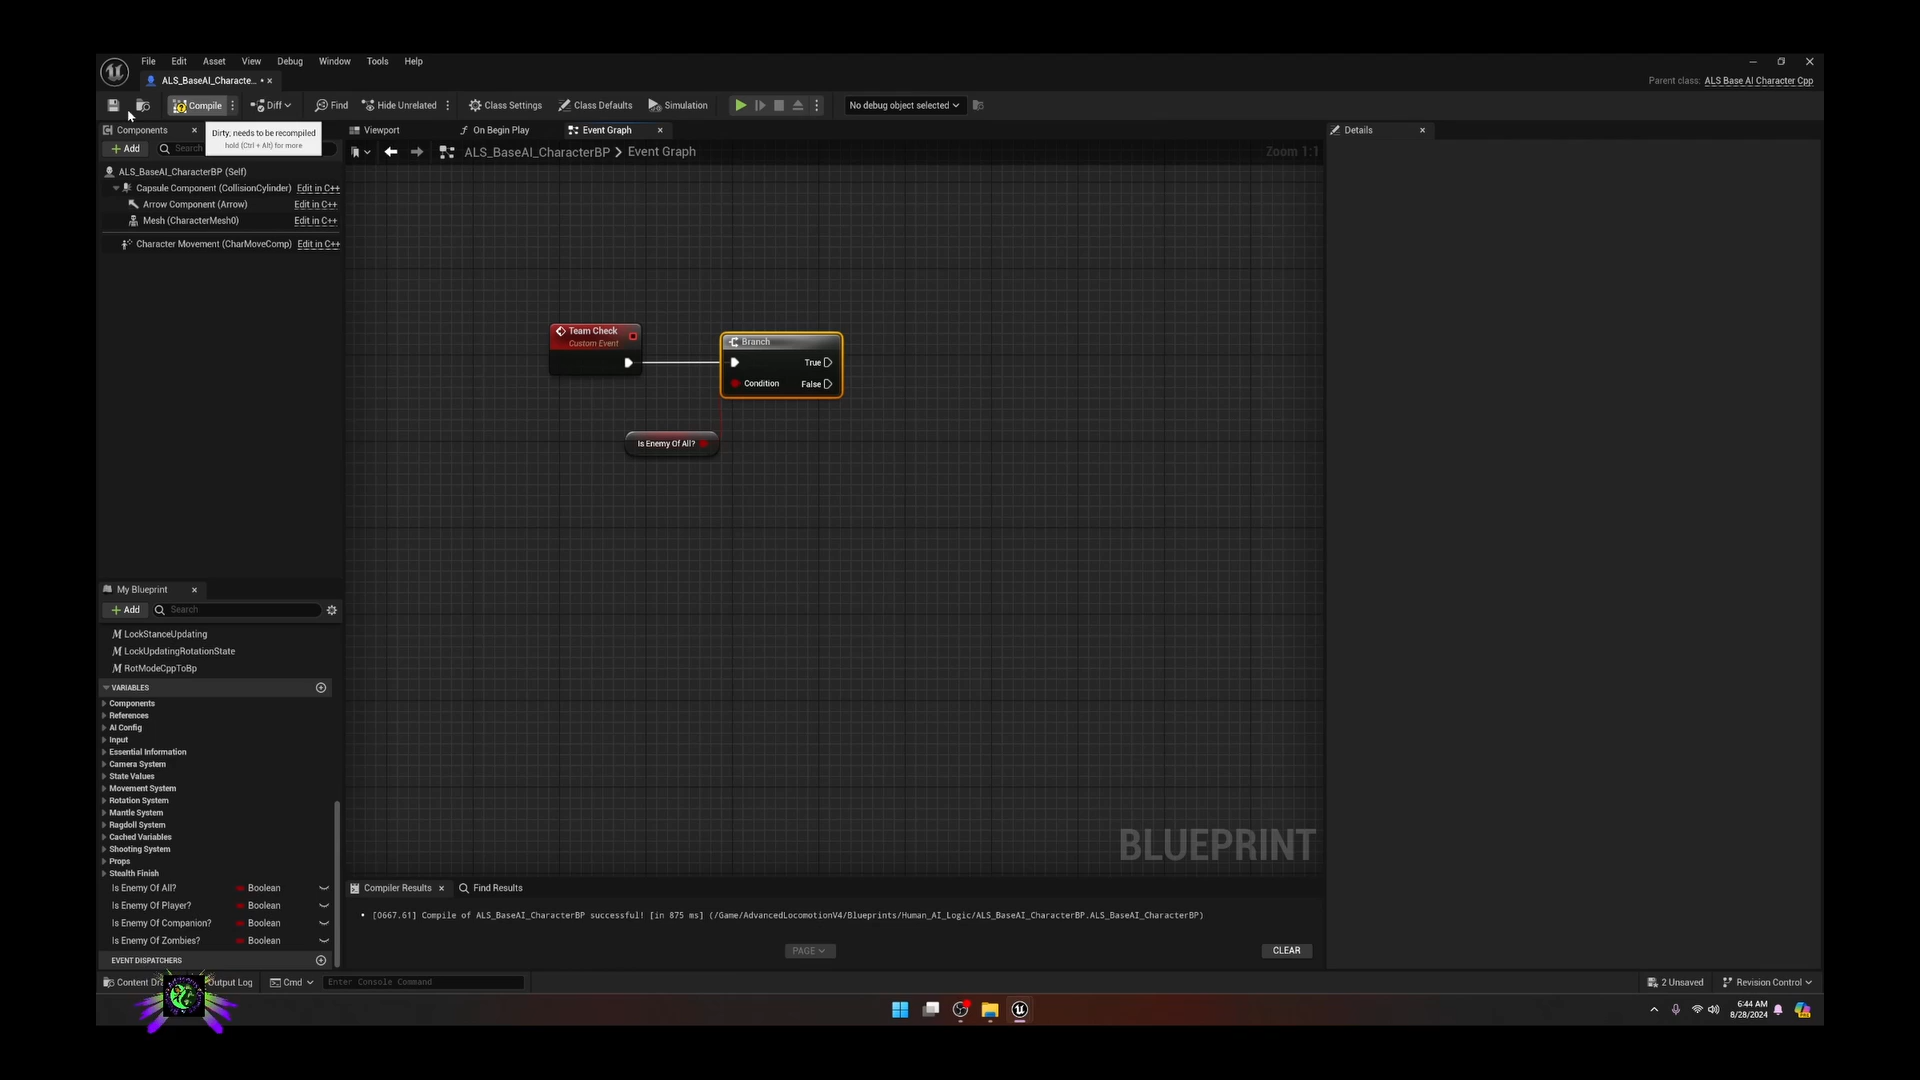 File Edit Asset View Debug Window Tools Help
ALS_BaseAI_Characte... •
Parent class: ALS Base AI Character Cpp
Compile Diff Find Hide Unrelated Class Settings Class Defaults Simulation No debug object selected
Dirty, needs to be recompiled
hold (Ctrl + Alt) for more
Components Viewport On Begin Play Event Graph Details
+ Add Search
ALS_BaseAI_CharacterBP > Event Graph Zoom 1:1
ALS_BaseAI_CharacterBP (Self)
Capsule Component (CollisionCylinder) Edit in C++
Arrow Component (Arrow) Edit in C++
Mesh (CharacterMesh0) Edit in C++
Character Movement (CharMoveComp) Edit in C++
Team Check
Custom Event
Branch
True
Condition False
Is Enemy Of All?
My Blueprint
+ Add Search
LockStanceUpdating
LockUpdatingRotationState
RotModeCppToBp
VARIABLES
Components
References
AI Config
Input
Essential Information
Camera System
State Values
Movement System
Rotation System
Mantle System
Ragdoll System
Cached Variables
Shooting System
Props
Stealth Finish
Is Enemy Of All? Boolean
Is Enemy Of Player? Boolean
Is Enemy Of Companion? Boolean
Is Enemy Of Zombies? Boolean
EVENT DISPATCHERS
BLUEPRINT
Compiler Results Find Results
• [0667.61] Compile of ALS_BaseAI_CharacterBP successful! [in 875 ms] (/Game/AdvancedLocomotionV4/Blueprints/Human_AI_Logic/ALS_BaseAI_CharacterBP.ALS_BaseAI_CharacterBP)
PAGE CLEAR
Content Dr Output Log Cmd Enter Console Command 2 Unsaved Revision Control
6:44 AM
8/28/2024